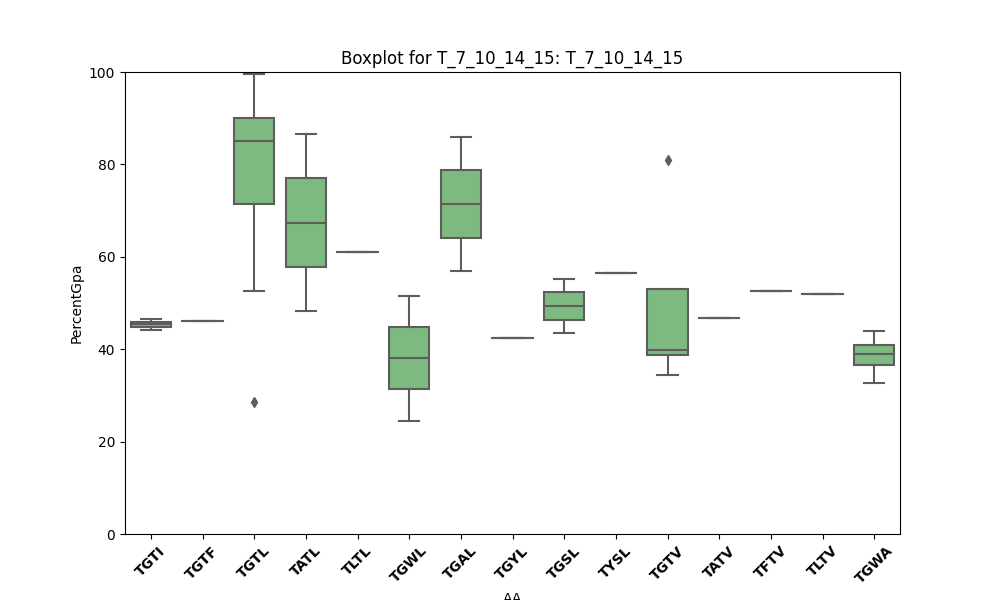 Boxplot for T_7_10_14_15: T_7_10_14_15
PercentGpa
100
80
60
40
20
0
TGTI TGTF TGTL TATL TLTL TGWL TGAL TGYL TGSL TYSL TGTV TATV TFTV TLTV TGWA
AA